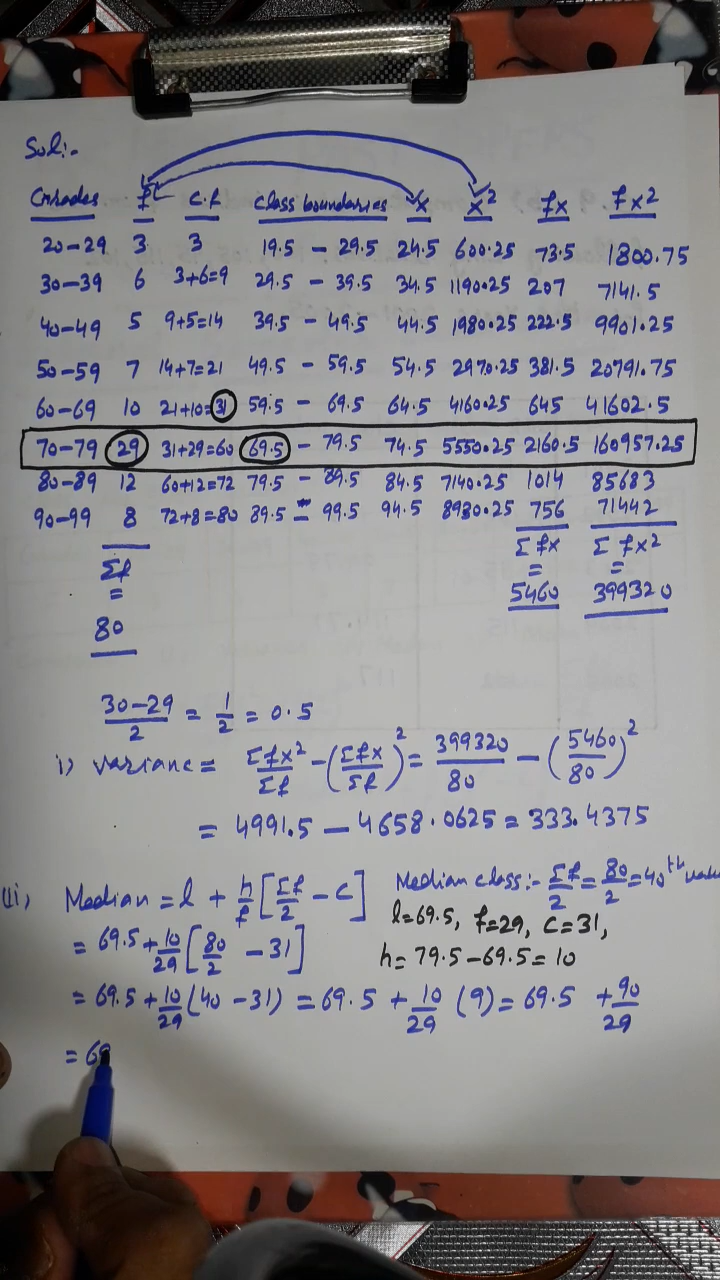 Sol:-
Grades f c.f Class boundaries x x² fx fx²
20-29 3 3 19.5 - 29.5 24.5 600.25 73.5 1800.75
30-39 6 3+6=9 29.5 - 39.5 34.5 1190.25 207 7141.5
40-49 5 9+5=14 39.5 - 49.5 44.5 1980.25 222.5 9901.25
50-59 7 14+7=21 49.5 - 59.5 54.5 2970.25 381.5 20791.75
60-69 10 21+10=31 59.5 - 69.5 64.5 4160.25 645 41602.5
70-79 29 31+29=60 69.5 - 79.5 74.5 5550.25 2160.5 160957.25
80-89 12 60+12=72 79.5 - 89.5 84.5 7140.25 1014 85683
90-99 8 72+8=80 89.5 - 99.5 94.5 8930.25 756 71442
Σf = 80 Σfx = 5460 Σfx² = 399320
30-29/2 = 1/2 = 0.5
i) variance = Σfx²/Σf - (Σfx/Σf)² = 399320/80 - (5460/80)²
= 4991.5 - 4658.0625 = 333.4375
(ii) Median = l + h/f [Σf/2 - c] Median class:- Σf/2 = 80/2 = 40th value
l=69.5, f=29, c=31,
= 69.5 + 10/29 [80/2 - 31] h= 79.5-69.5=10
= 69.5 + 10/29 (40 - 31) = 69.5 + 10/29 (9) = 69.5 + 90/29
= 69